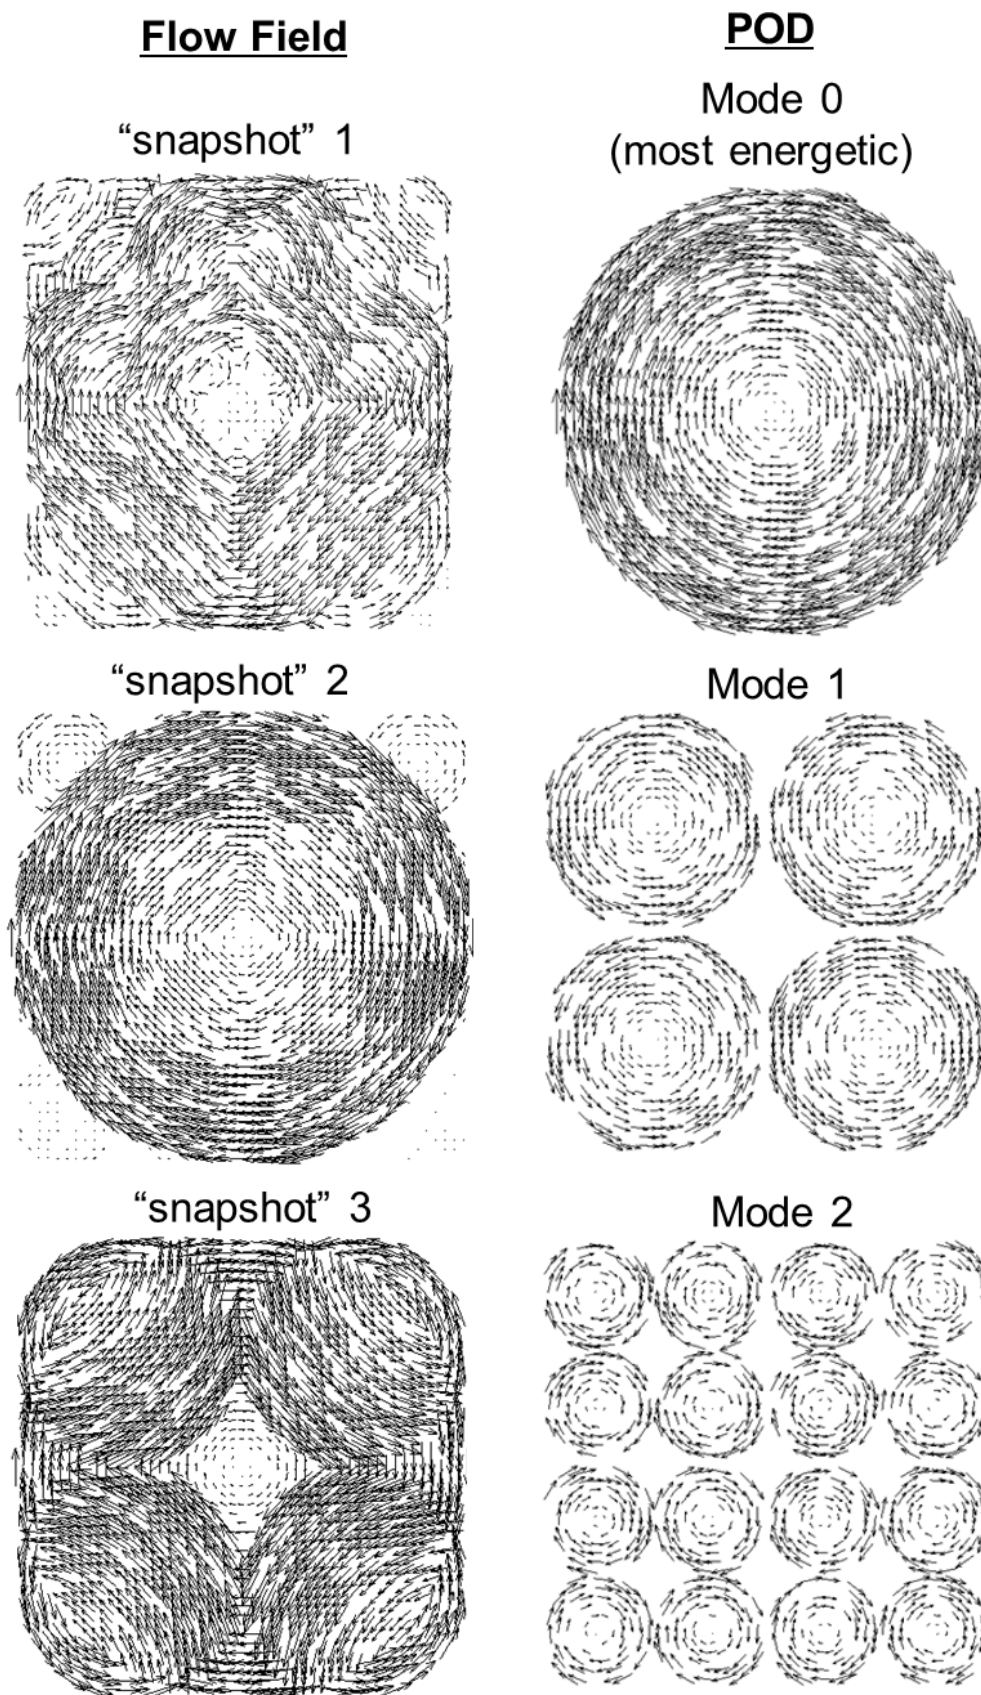 Flow Field
POD
Mode 0
(most energetic)
“snapshot” 1
“snapshot” 2
Mode 1
“snapshot” 3
Mode 2